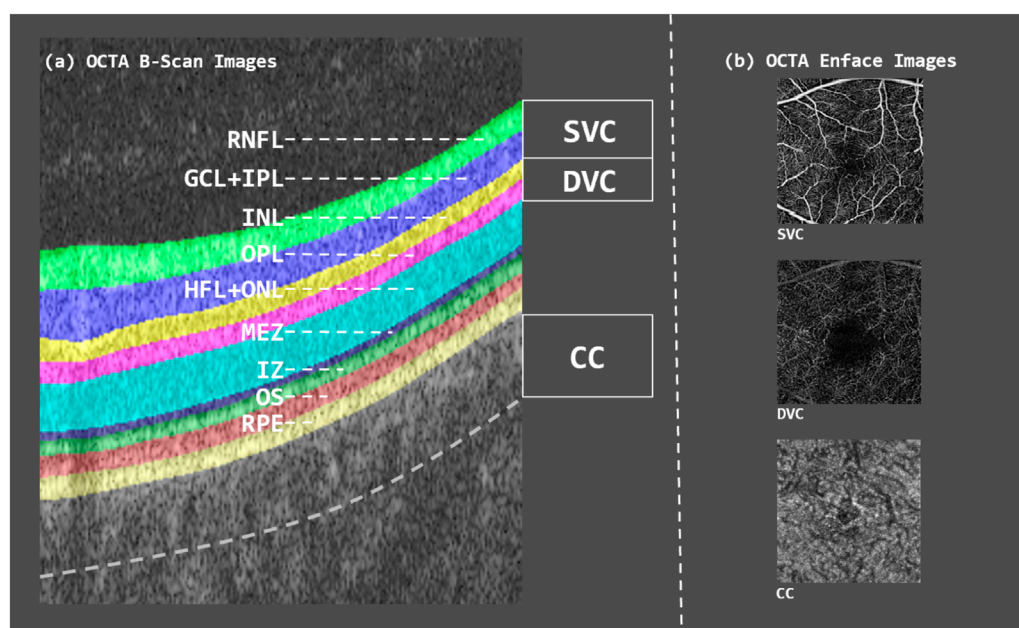 (a) OCTA B-Scan Images
RNFL
GCL+IPL
INL
OPL
HFL+ONL
MEZ
IZ
OS
RPE
SVC
DVC
CC
(b) OCTA Enface Images
SVC
DVC
CC